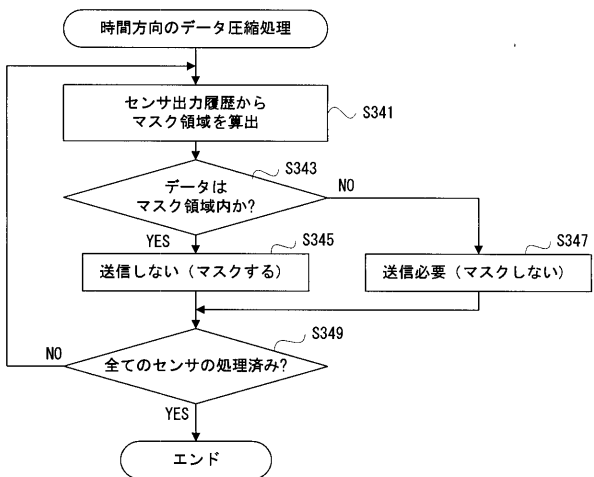 時間方向のデータ圧縮処理
センサ出力履歴から
マスク領域を算出
S341
S343
データは
マスク領域内か?
NO
YES
S345
送信しない(マスクする)
S347
送信必要(マスクしない)
S349
NO
全てのセンサの処理済み?
YES
エンド